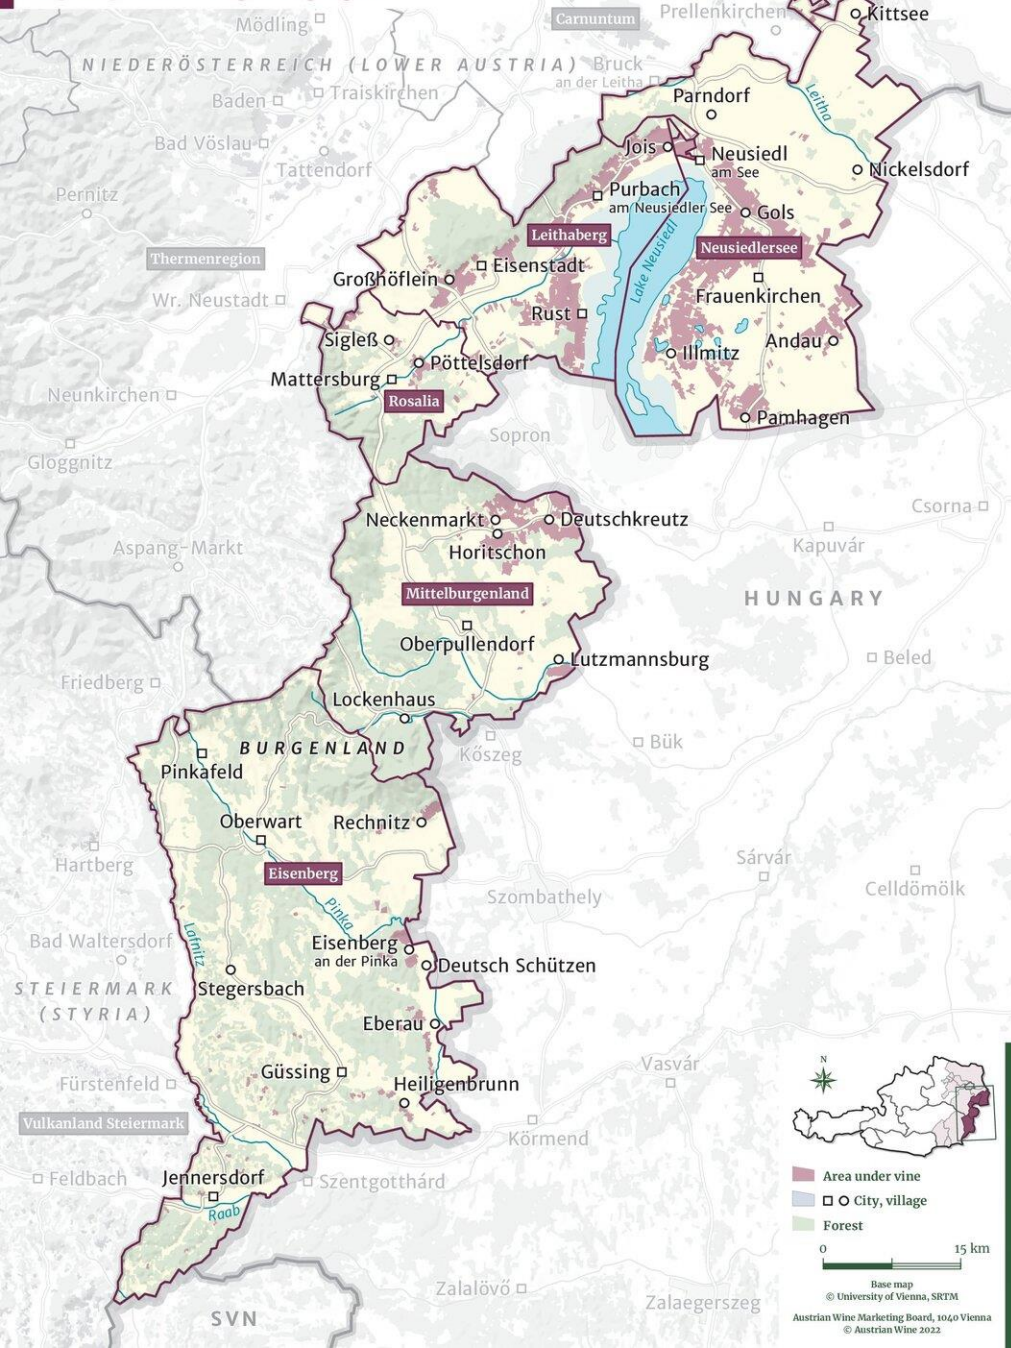 Mödling
Carnuntum
Prellenkirchen
Kittsee
NIEDERÖSTERREICH (LOWER AUSTRIA)
Bruck
an der Leitha
Baden
Traiskirchen
Parndorf
Leitha
Bad Vöslau
Tattendorf
Jois
Neusiedl
am See
Nickelsdorf
Pernitz
Purbach
am Neusiedler See
Gols
Leithaberg
Neusiedlersee
Thermenregion
Lake Neusiedl
Großhöflein
Eisenstadt
Frauenkirchen
Wr. Neustadt
Rust
Sigleß
Andau
Illmitz
Pöttelsdorf
Mattersburg
Neunkirchen
Rosalia
Pamhagen
Sopron
Gloggnitz
Csorna
Neckenmarkt
Deutschkreutz
Aspang-Markt
Horitschon
Kapuvár
Mittelburgenland
HUNGARY
Oberpullendorf
Lutzmannsburg
Beled
Friedberg
Lockenhaus
BURGENLAND
Kőszeg
Bük
Pinkafeld
Oberwart
Rechnitz
Hartberg
Sárvár
Eisenberg
Celldömölk
Szombathely
Pinka
Lafnitz
Bad Waltersdorf
Eisenberg
an der Pinka
Deutsch Schützen
STEIERMARK
(STYRIA)
Stegersbach
Eberau
Güssing
Vasvár
Fürstenfeld
Heiligenbrunn
N
Vulkanland Steiermark
Körmend
Feldbach
Jennersdorf
Szentgotthárd
Raab
Area under vine
City, village
Forest
0 15 km
Zalalövő
Zalaegerszeg
SVN
Base map
© University of Vienna, SRTM
Austrian Wine Marketing Board, 1040 Vienna
© Austrian Wine 2022